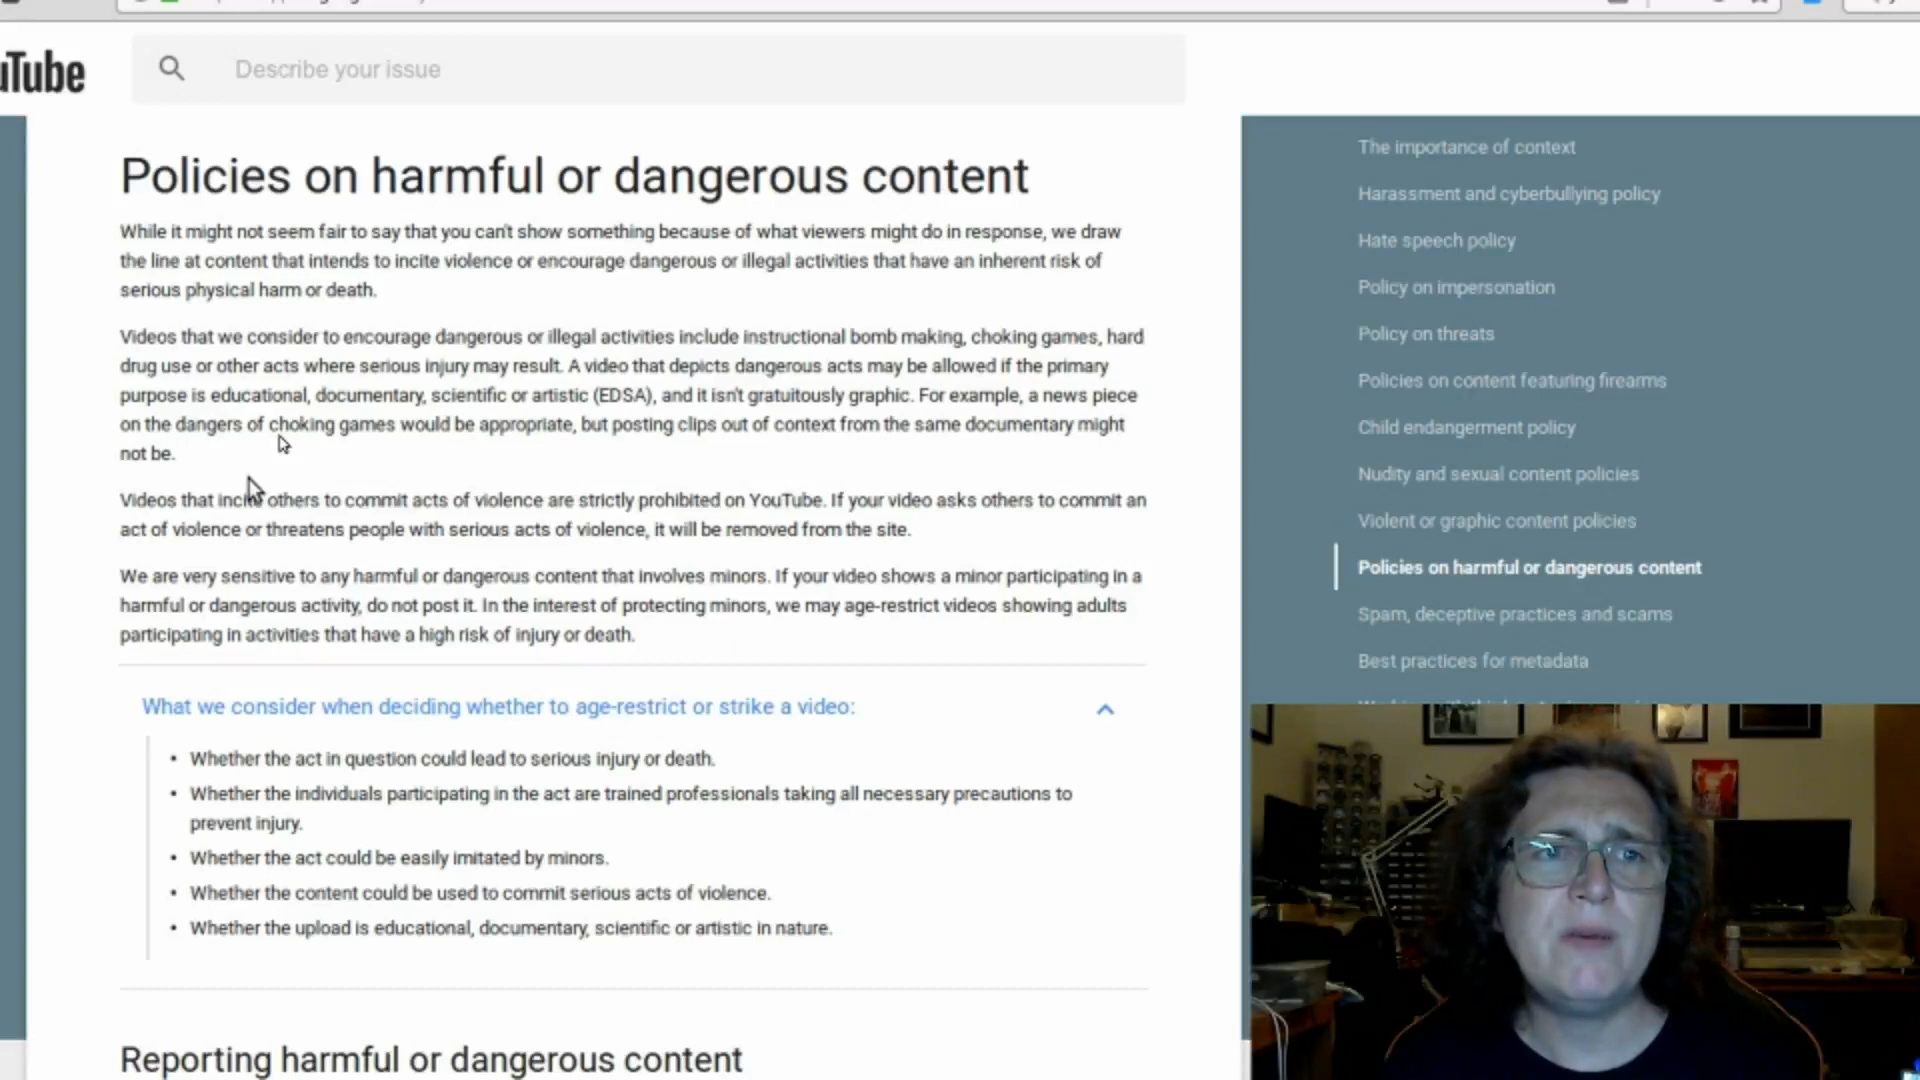 uTube
Describe your issue
Policies on harmful or dangerous content
While it might not seem fair to say that you can't show something because of what viewers might do in response, we draw
the line at content that intends to incite violence or encourage dangerous or illegal activities that have an inherent risk of
serious physical harm or death.
Videos that we consider to encourage dangerous or illegal activities include instructional bomb making, choking games, hard
drug use or other acts where serious injury may result. A video that depicts dangerous acts may be allowed if the primary
purpose is educational, documentary, scientific or artistic (EDSA), and it isn't gratuitously graphic. For example, a news piece
on the dangers of choking games would be appropriate, but posting clips out of context from the same documentary might
not be.
Videos that incite others to commit acts of violence are strictly prohibited on YouTube. If your video asks others to commit an
act of violence or threatens people with serious acts of violence, it will be removed from the site.
We are very sensitive to any harmful or dangerous content that involves minors. If your video shows a minor participating in a
harmful or dangerous activity, do not post it. In the interest of protecting minors, we may age-restrict videos showing adults
participating in activities that have a high risk of injury or death.
What we consider when deciding whether to age-restrict or strike a video:
• Whether the act in question could lead to serious injury or death.
• Whether the individuals participating in the act are trained professionals taking all necessary precautions to
prevent injury.
• Whether the act could be easily imitated by minors.
• Whether the content could be used to commit serious acts of violence.
• Whether the upload is educational, documentary, scientific or artistic in nature.
Reporting harmful or dangerous content
The importance of context
Harassment and cyberbullying policy
Hate speech policy
Policy on impersonation
Policy on threats
Policies on content featuring firearms
Child endangerment policy
Nudity and sexual content policies
Violent or graphic content policies
Policies on harmful or dangerous content
Spam, deceptive practices and scams
Best practices for metadata